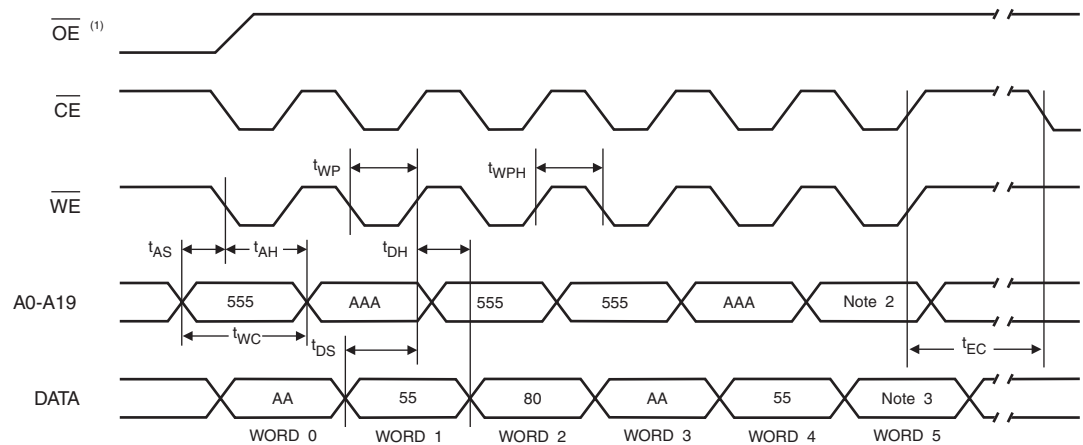 OE (1)
CE
tWP
tWPH
WE
tAS
tAH
tDH
A0-A19
555
AAA
555
555
AAA
Note 2
tWC
tDS
tEC
DATA
AA
55
80
AA
55
Note 3
WORD 0
WORD 1
WORD 2
WORD 3
WORD 4
WORD 5